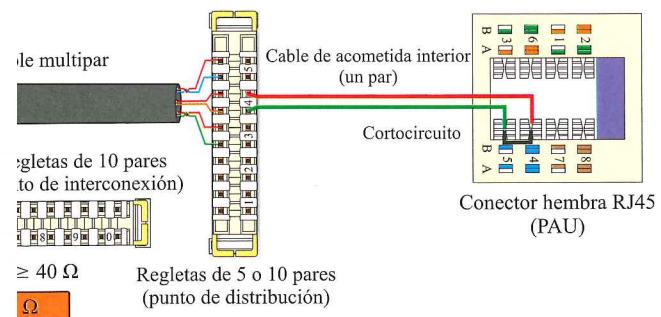 ble multipar
Cable de acometida interior
(un par)
Cortocircuito
B 3 6 1 2
A
5
4
3
2
1
B
A 5 4 7 8
Conector hembra RJ45
(PAU)
egletas de 10 pares
to de interconexión)
8 9 0
≥ 40 Ω
Ω
Regletas de 5 o 10 pares
(punto de distribución)